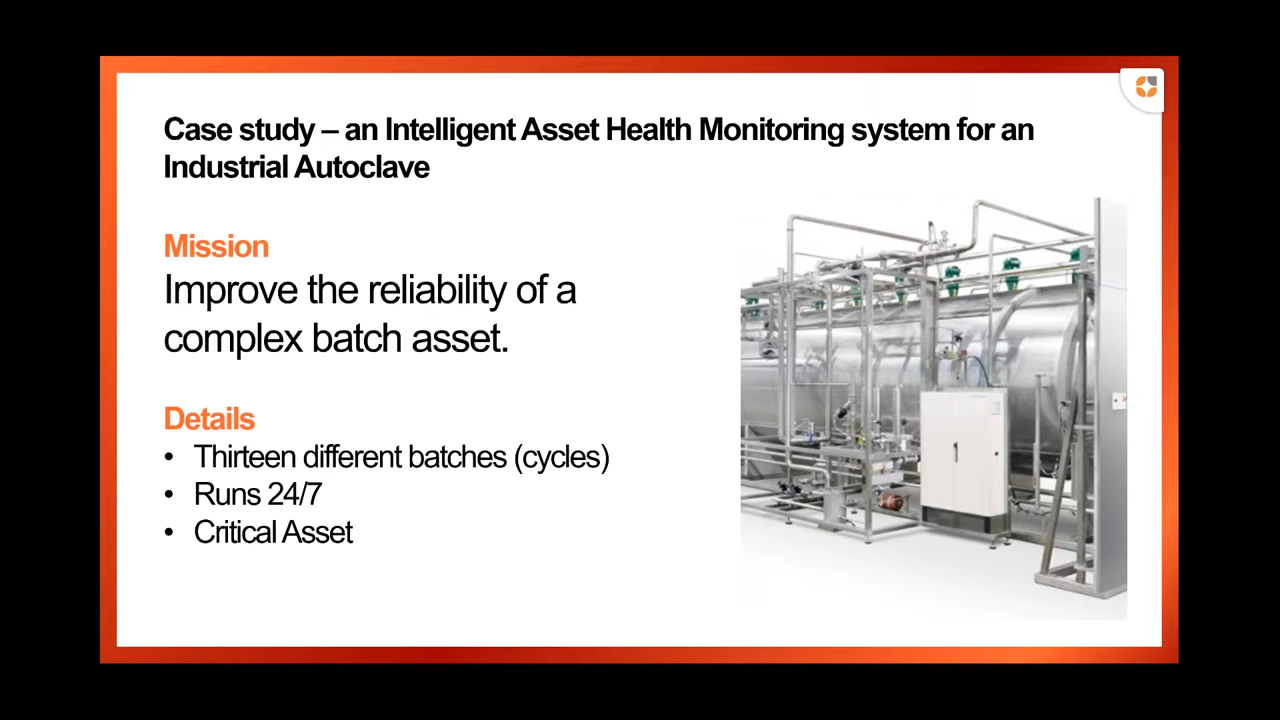 Case study – an Intelligent Asset Health Monitoring system for an
Industrial Autoclave
Mission
Improve the reliability of a
complex batch asset.
Details
• Thirteen different batches (cycles)
• Runs 24/7
• Critical Asset